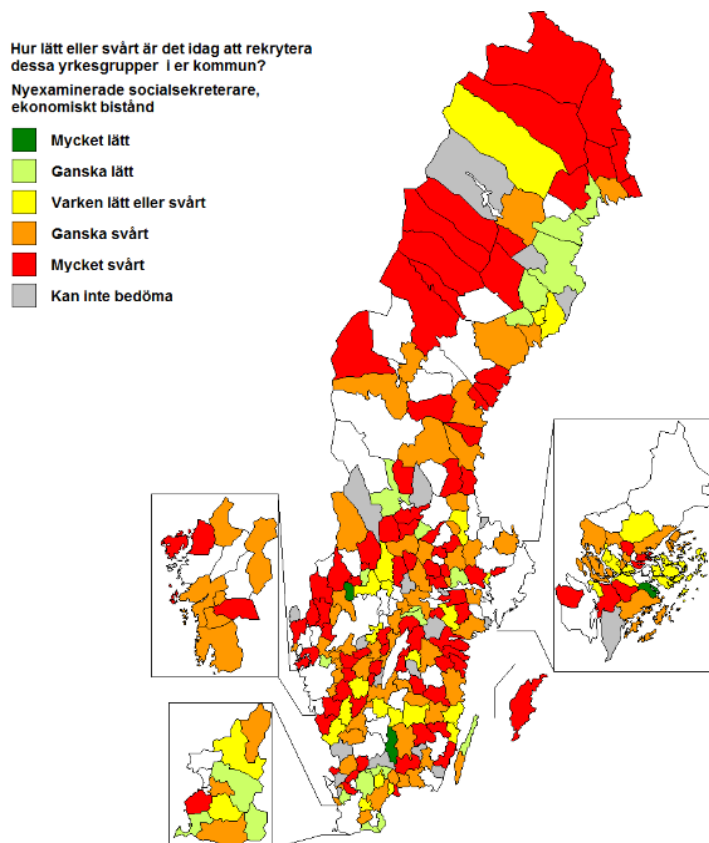 Hur lätt eller svårt är det idag att rekrytera
dessa yrkesgrupper i er kommun?
Nyexaminerade socialsekreterare,
ekonomiskt bistånd
Mycket lätt
Ganska lätt
Varken lätt eller svårt
Ganska svårt
Mycket svårt
Kan inte bedöma